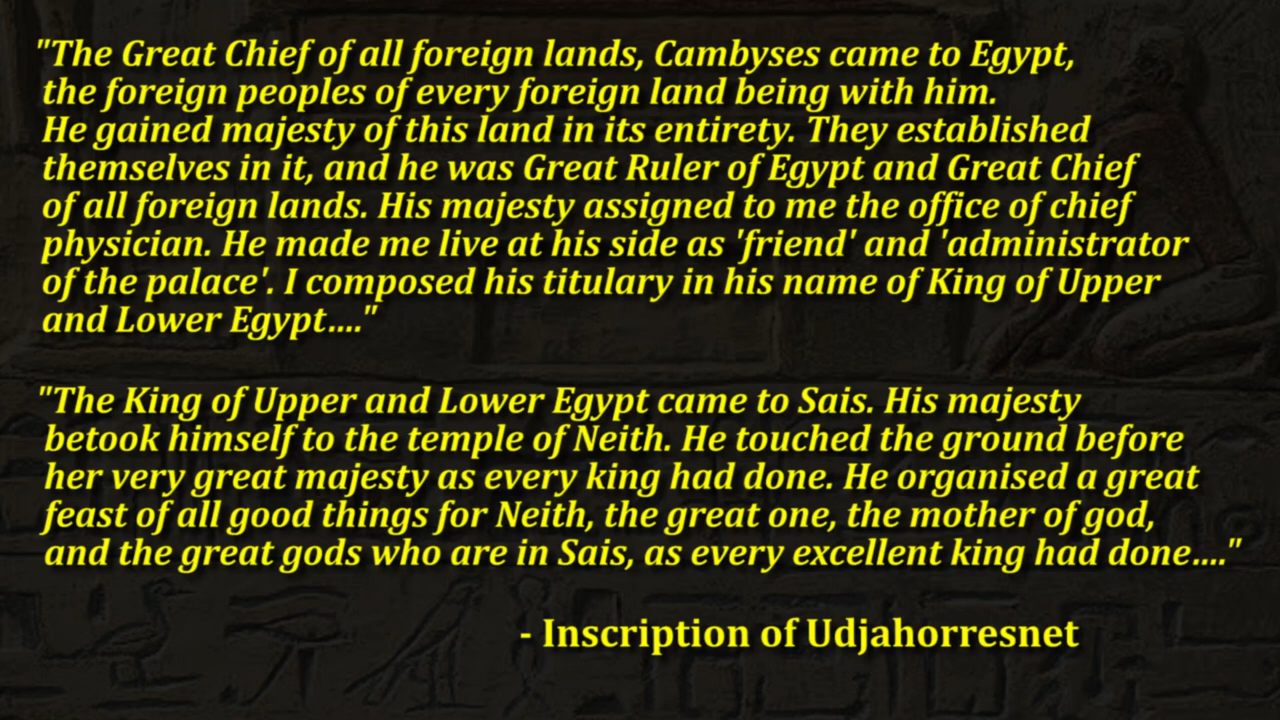 "The Great Chief of all foreign lands, Cambyses came to Egypt,
the foreign peoples of every foreign land being with him.
He gained majesty of this land in its entirety. They established
themselves in it, and he was Great Ruler of Egypt and Great Chief
of all foreign lands. His majesty assigned to me the office of chief
physician. He made me live at his side as 'friend' and 'administrator
of the palace'. I composed his titulary in his name of King of Upper
and Lower Egypt...."
"The King of Upper and Lower Egypt came to Sais. His majesty
betook himself to the temple of Neith. He touched the ground before
her very great majesty as every king had done. He organised a great
feast of all good things for Neith, the great one, the mother of god,
and the great gods who are in Sais, as every excellent king had done...."
- Inscription of Udjahorresnet